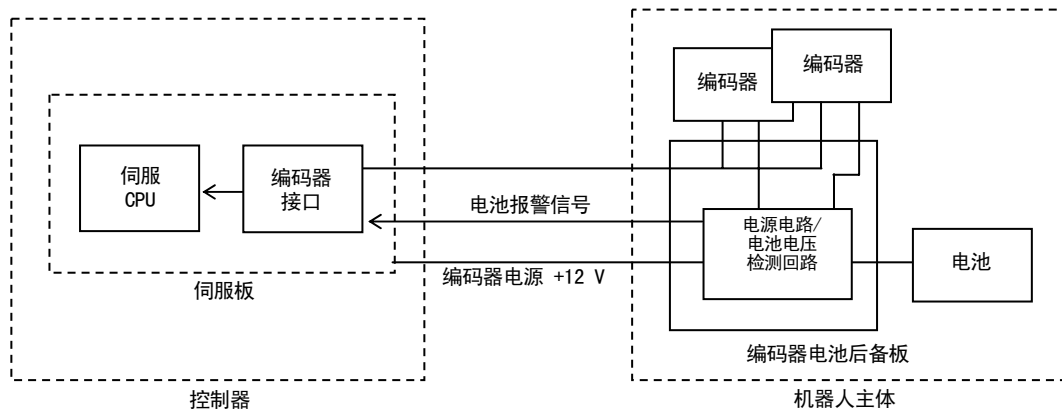 编码器
编码器
伺服
CPU
编码器
接口
电池报警信号
电源电路/
电池电压
检测回路
电池
编码器电源 +12 V
伺服板
编码器电池后备板
控制器
机器人主体